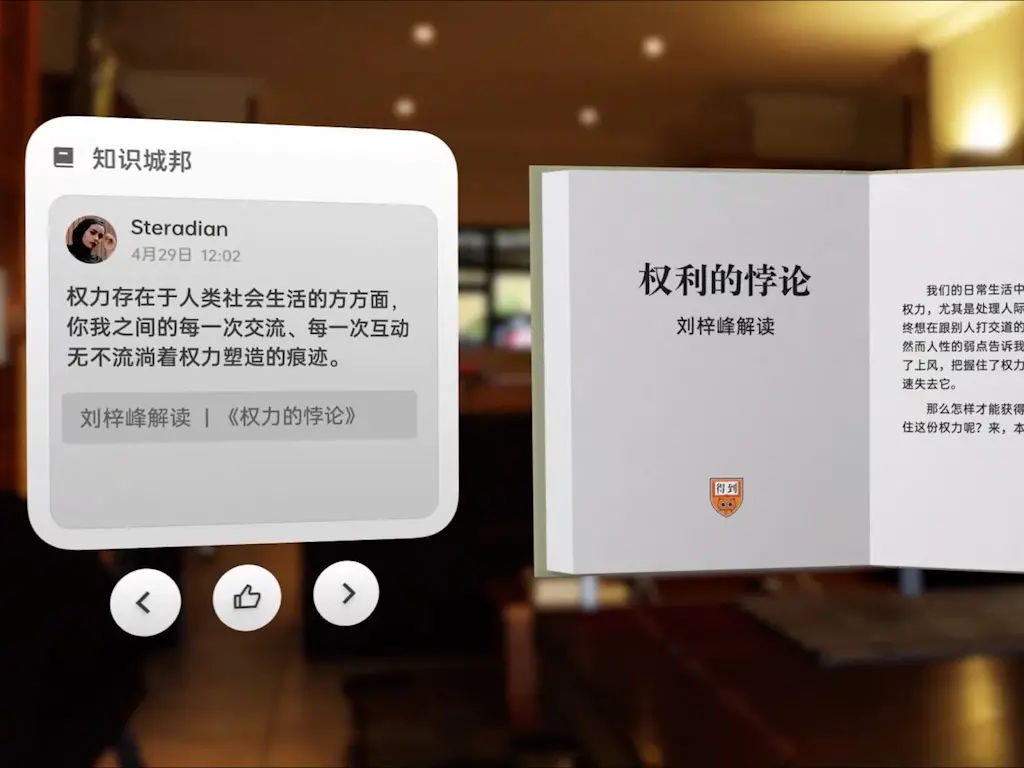 知识城邦
Steradian
4月29日 12:02
权力存在于人类社会生活的方方面,
你我之间的每一次交流、每一次互动
无不流淌着权力塑造的痕迹。
刘梓峰解读 | 《权力的悖论》
权利的悖论
刘梓峰解读
得到
我们的日常生活中
权力，尤其是处理人际
终想在跟别人打交道的
然而人性的弱点告诉我
了上风，把握住了权力
速失去它。
那么怎样才能获得
住这份权力呢？来，本